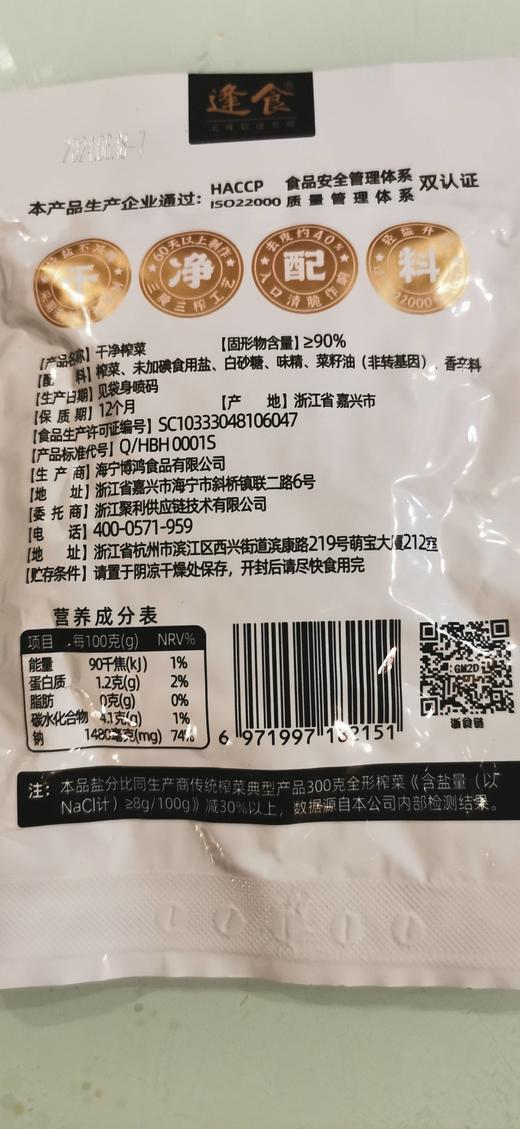 逢食®
本产品生产企业通过：HACCP 食品安全管理体系 双认证
ISO22000 质量管理体系
干 净 配 料
60天以上制作
三腌三榨工艺
去皮约40%
入口清脆
【产品名称】干净榨菜 【固形物含量】≥90%
【配 料】榨菜、未加碘食用盐、白砂糖、味精、菜籽油（非转基因）、香辛料
【生产日期】见袋身喷码
【保质期】12个月 【产 地】浙江省嘉兴市
【食品生产许可证编号】SC10333048106047
【产品标准代号】Q/HBH 0001S
【生产商】海宁博鸿食品有限公司
【地 址】浙江省嘉兴市海宁市斜桥镇联二路6号
【委托商】浙江聚利供应链技术有限公司
【电 话】400-0571-959
【地 址】浙江省杭州市滨江区西兴街道滨康路219号萌宝大厦212室
【贮存条件】请置于阴凉干燥处保存，开封后请尽快食用完
营养成分表
项目 每100克(g) NRV%
能量 90千焦(kJ) 1%
蛋白质 1.2克(g) 2%
脂肪 0克(g) 0%
碳水化合物 4.1克(g) 1%
钠 1480毫克(mg) 74%
GM2D
6 971997 182151
注：本品盐分比同生产商传统榨菜典型产品300克全形榨菜《含盐量（以
NaCl计）≥8g/100g》减30%以上，数据源自本公司内部检测结果。